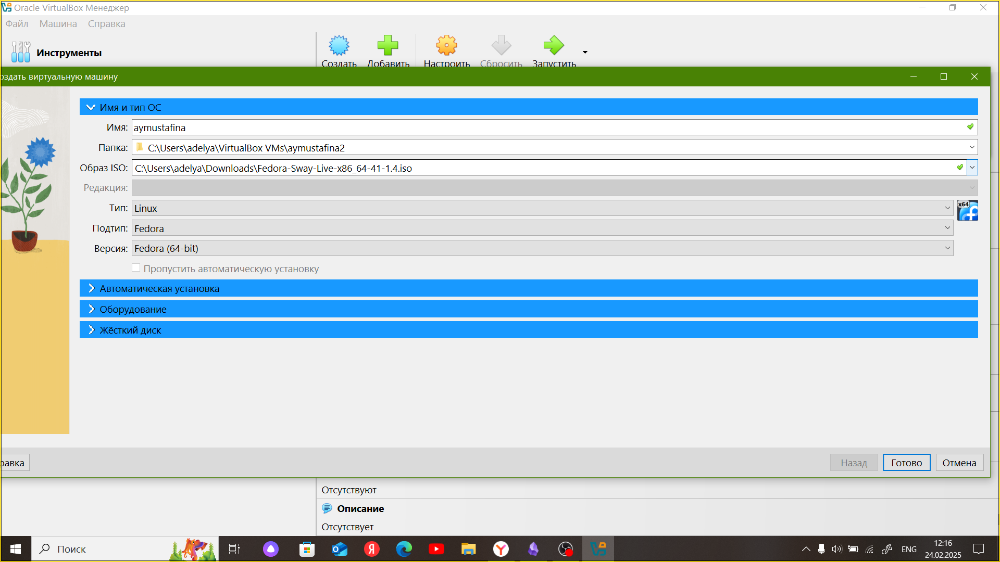 Oracle VirtualBox Менеджер
Файл Машина Справка
Инструменты
Создать Добавить Настроить Сбросить Запустить
оздать виртуальную машину
Имя и тип ОС
Имя: aymustafina
Папка: C:\Users\adelya\VirtualBox VMs\aymustafina2
Образ ISO: C:\Users\adelya\Downloads\Fedora-Sway-Live-x86_64-41-1.4.iso
Редакция:
Тип: Linux x64
Подтип: Fedora
Версия: Fedora (64-bit)
Пропустить автоматическую установку
Автоматическая установка
Оборудование
Жёсткий диск
равка Назад Готово Отмена
Отсутствуют
Описание
Отсутствует
Поиск ENG 12:16
24.02.2025